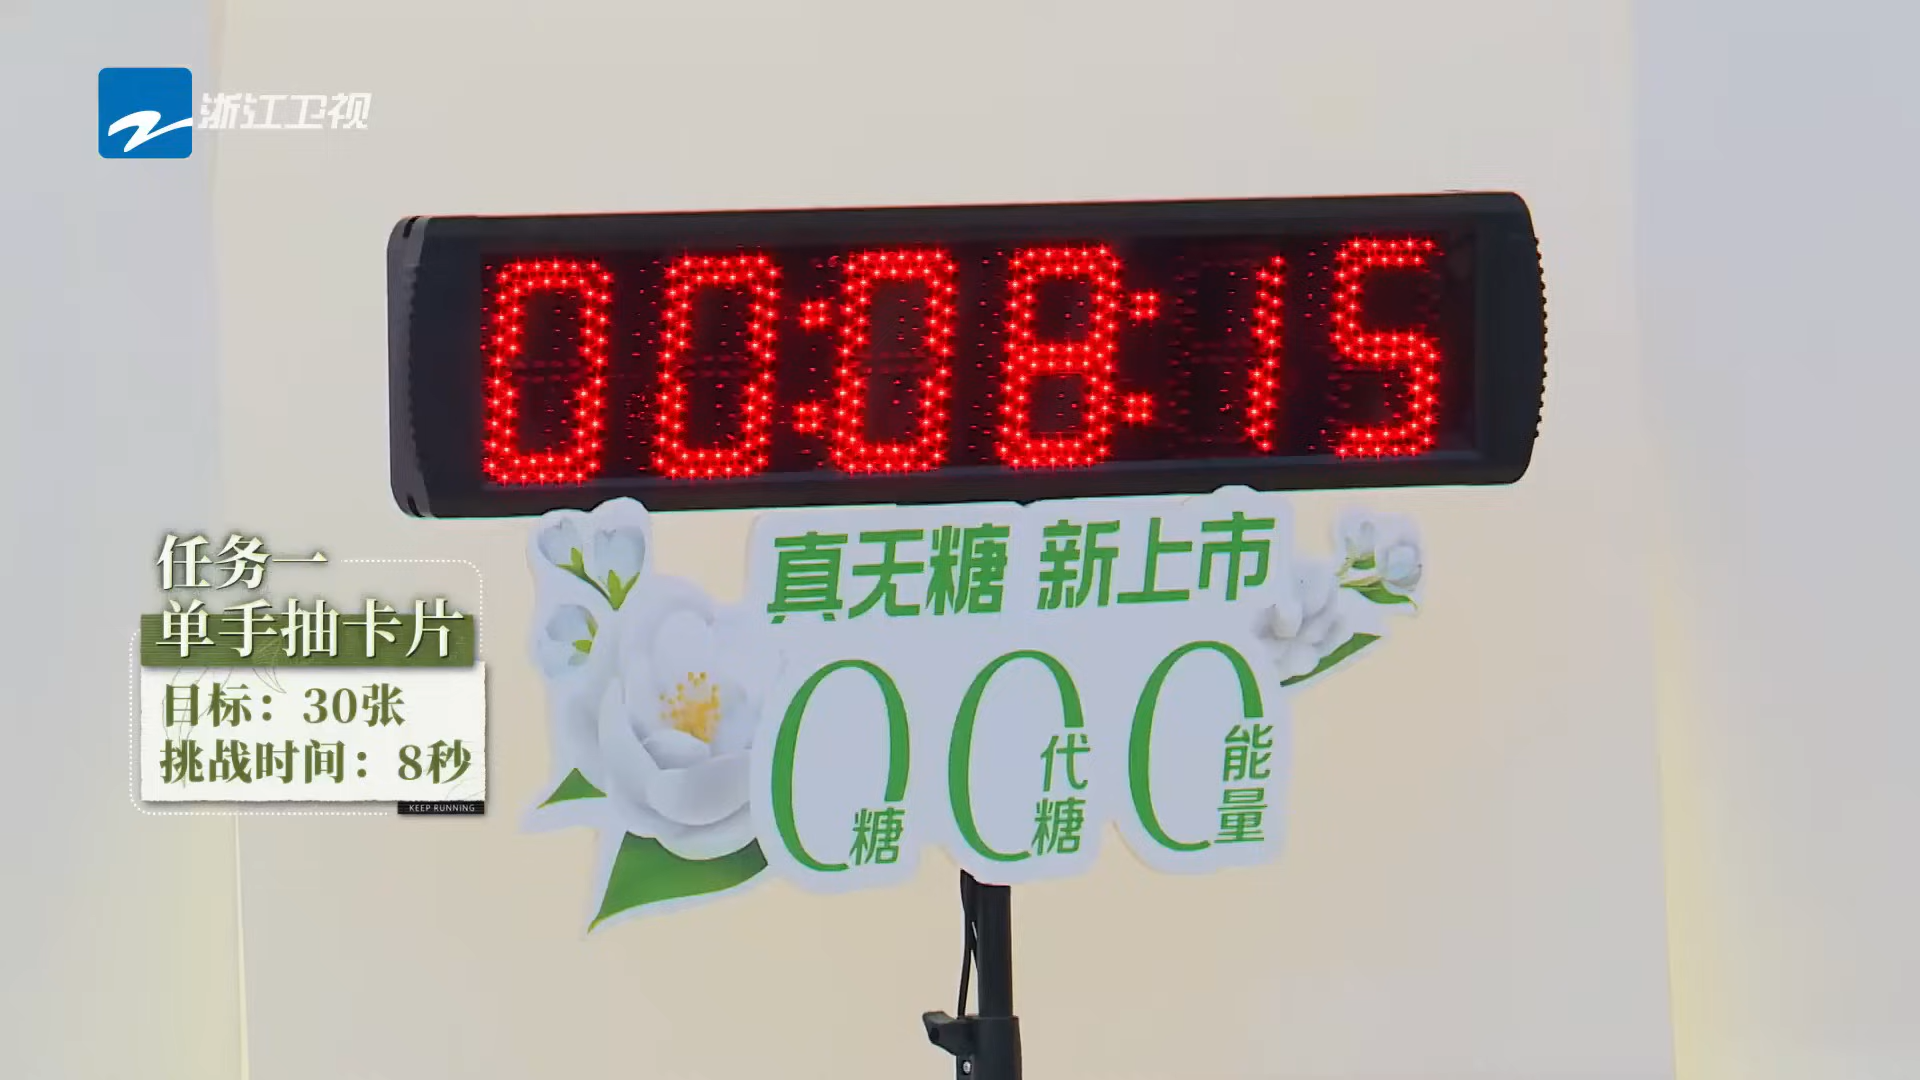 浙江卫视
00:08:15
任务一
单手抽卡片
目标：30张
挑战时间：8秒
KEEP RUNNING
真无糖 新上市
0糖 0代糖 0能量